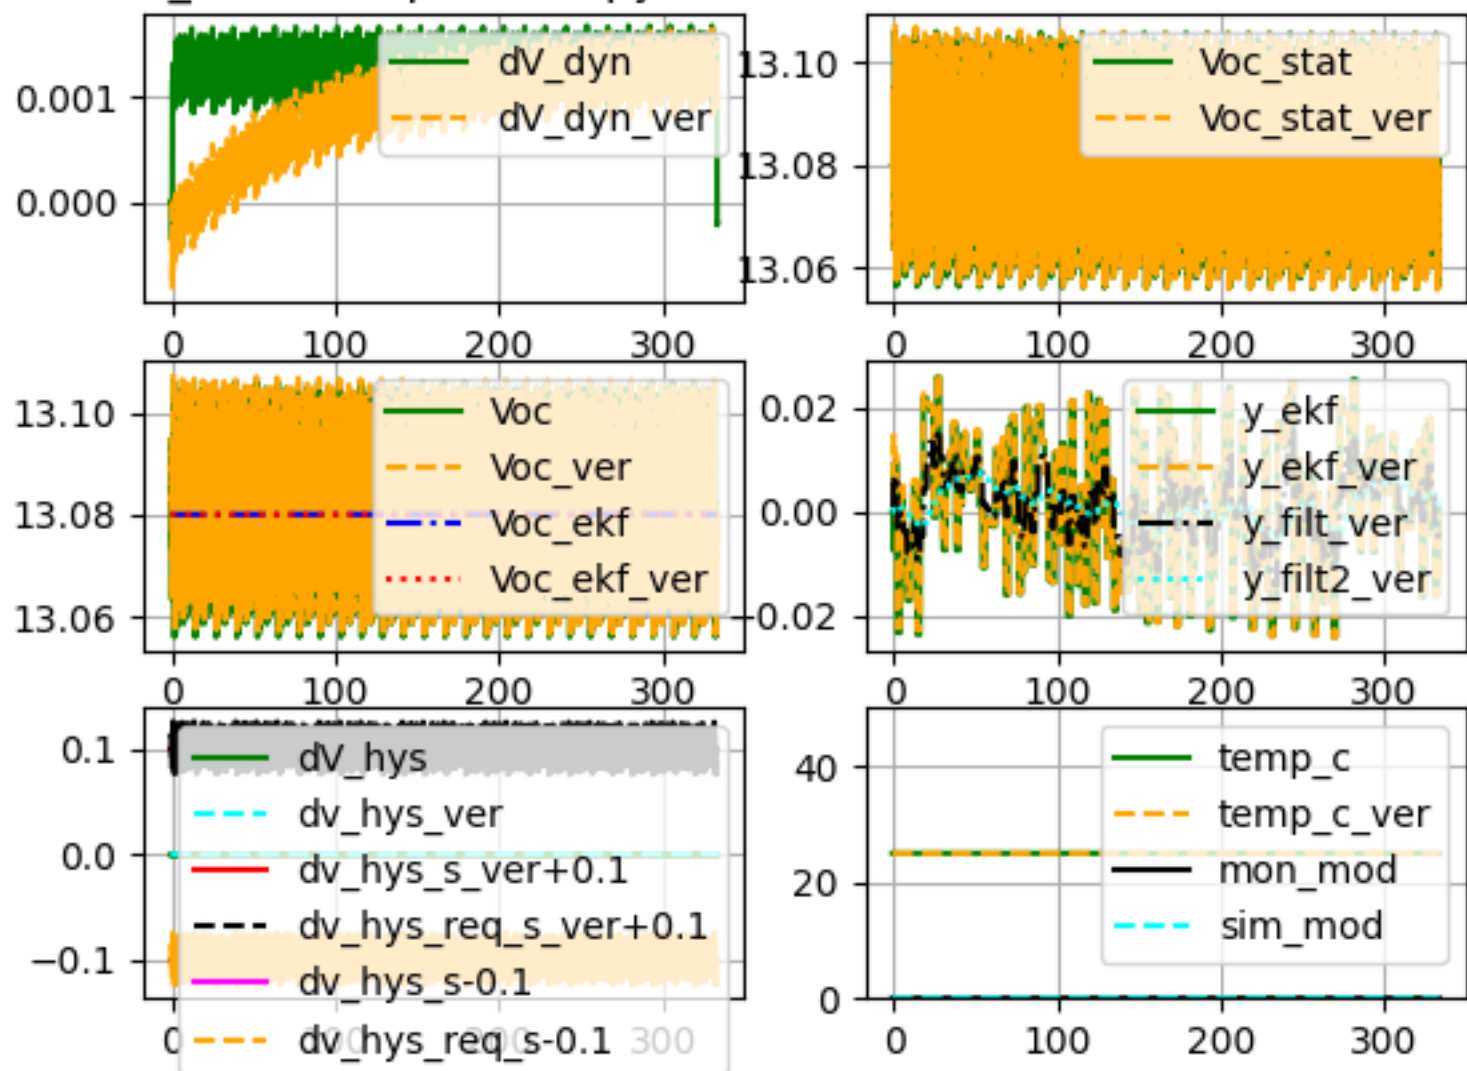 dV_dyn
dV_dyn_ver
0.001
0.000
0 100 200 300
Voc_stat
Voc_stat_ver
13.10
13.08
13.06
0 100 200 300
Voc
Voc_ver
Voc_ekf
Voc_ekf_ver
13.10
13.08
13.06
0 100 200 300
y_ekf
y_ekf_ver
y_filt_ver
y_filt2_ver
0.02
0.00
−0.02
0 100 200 300
dV_hys
dv_hys_ver
dv_hys_s_ver+0.1
dv_hys_req_s_ver+0.1
dv_hys_s-0.1
dv_hys_req_s-0.1
0.1
0.0
−0.1
0 100 200 300
temp_c
temp_c_ver
mon_mod
sim_mod
40
20
0
0 100 200 300